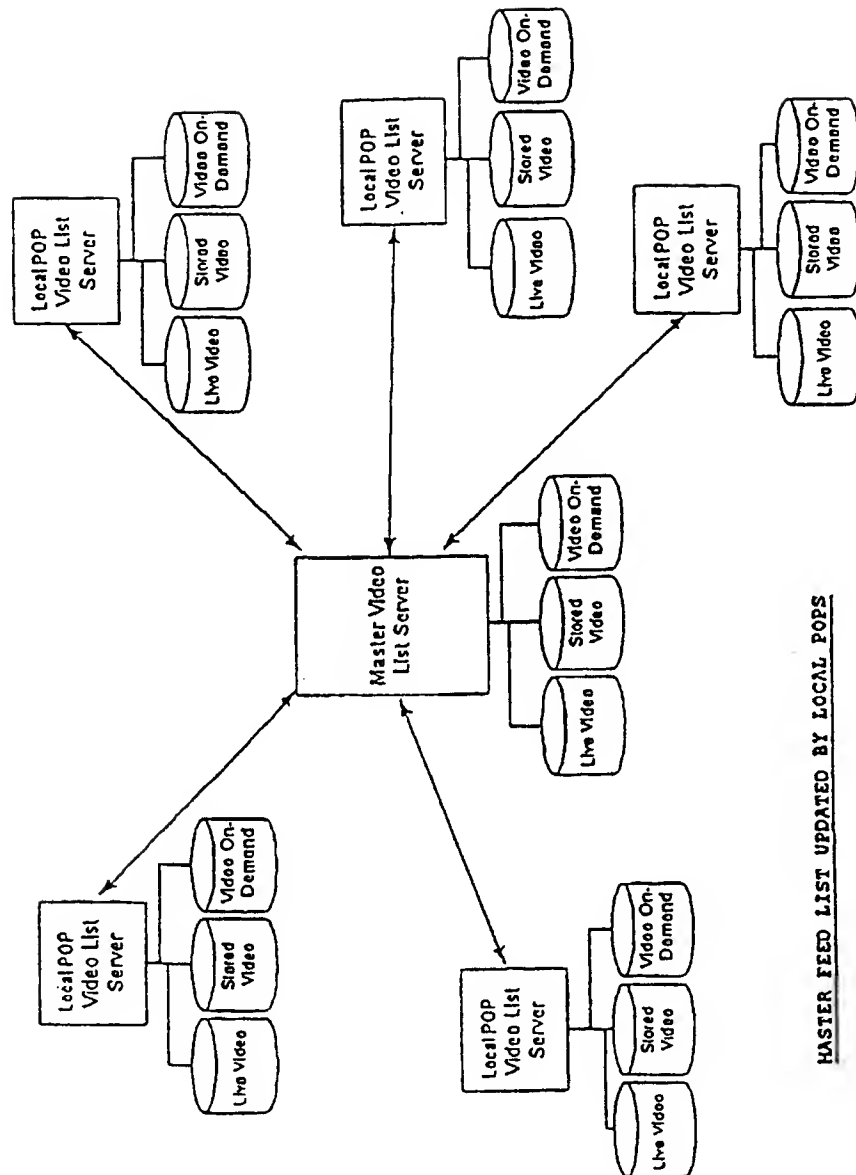 Local POP
Video List
Server
Live Video
Stored
Video
Video On-
Demand
Local POP
Video List
Server
Live Video
Stored
Video
Video On-
Demand
Master Video
List Server
Live Video
Stored
Video
Video On-
Demand
Local POP
Video List
Server
Live Video
Stored
Video
Video On-
Demand
Local POP
Video List
Server
Live Video
Stored
Video
Video On-
Demand
Local POP
Video List
Server
Live Video
Stored
Video
Video On-
Demand
MASTER FEED LIST UPDATED BY LOCAL POPS